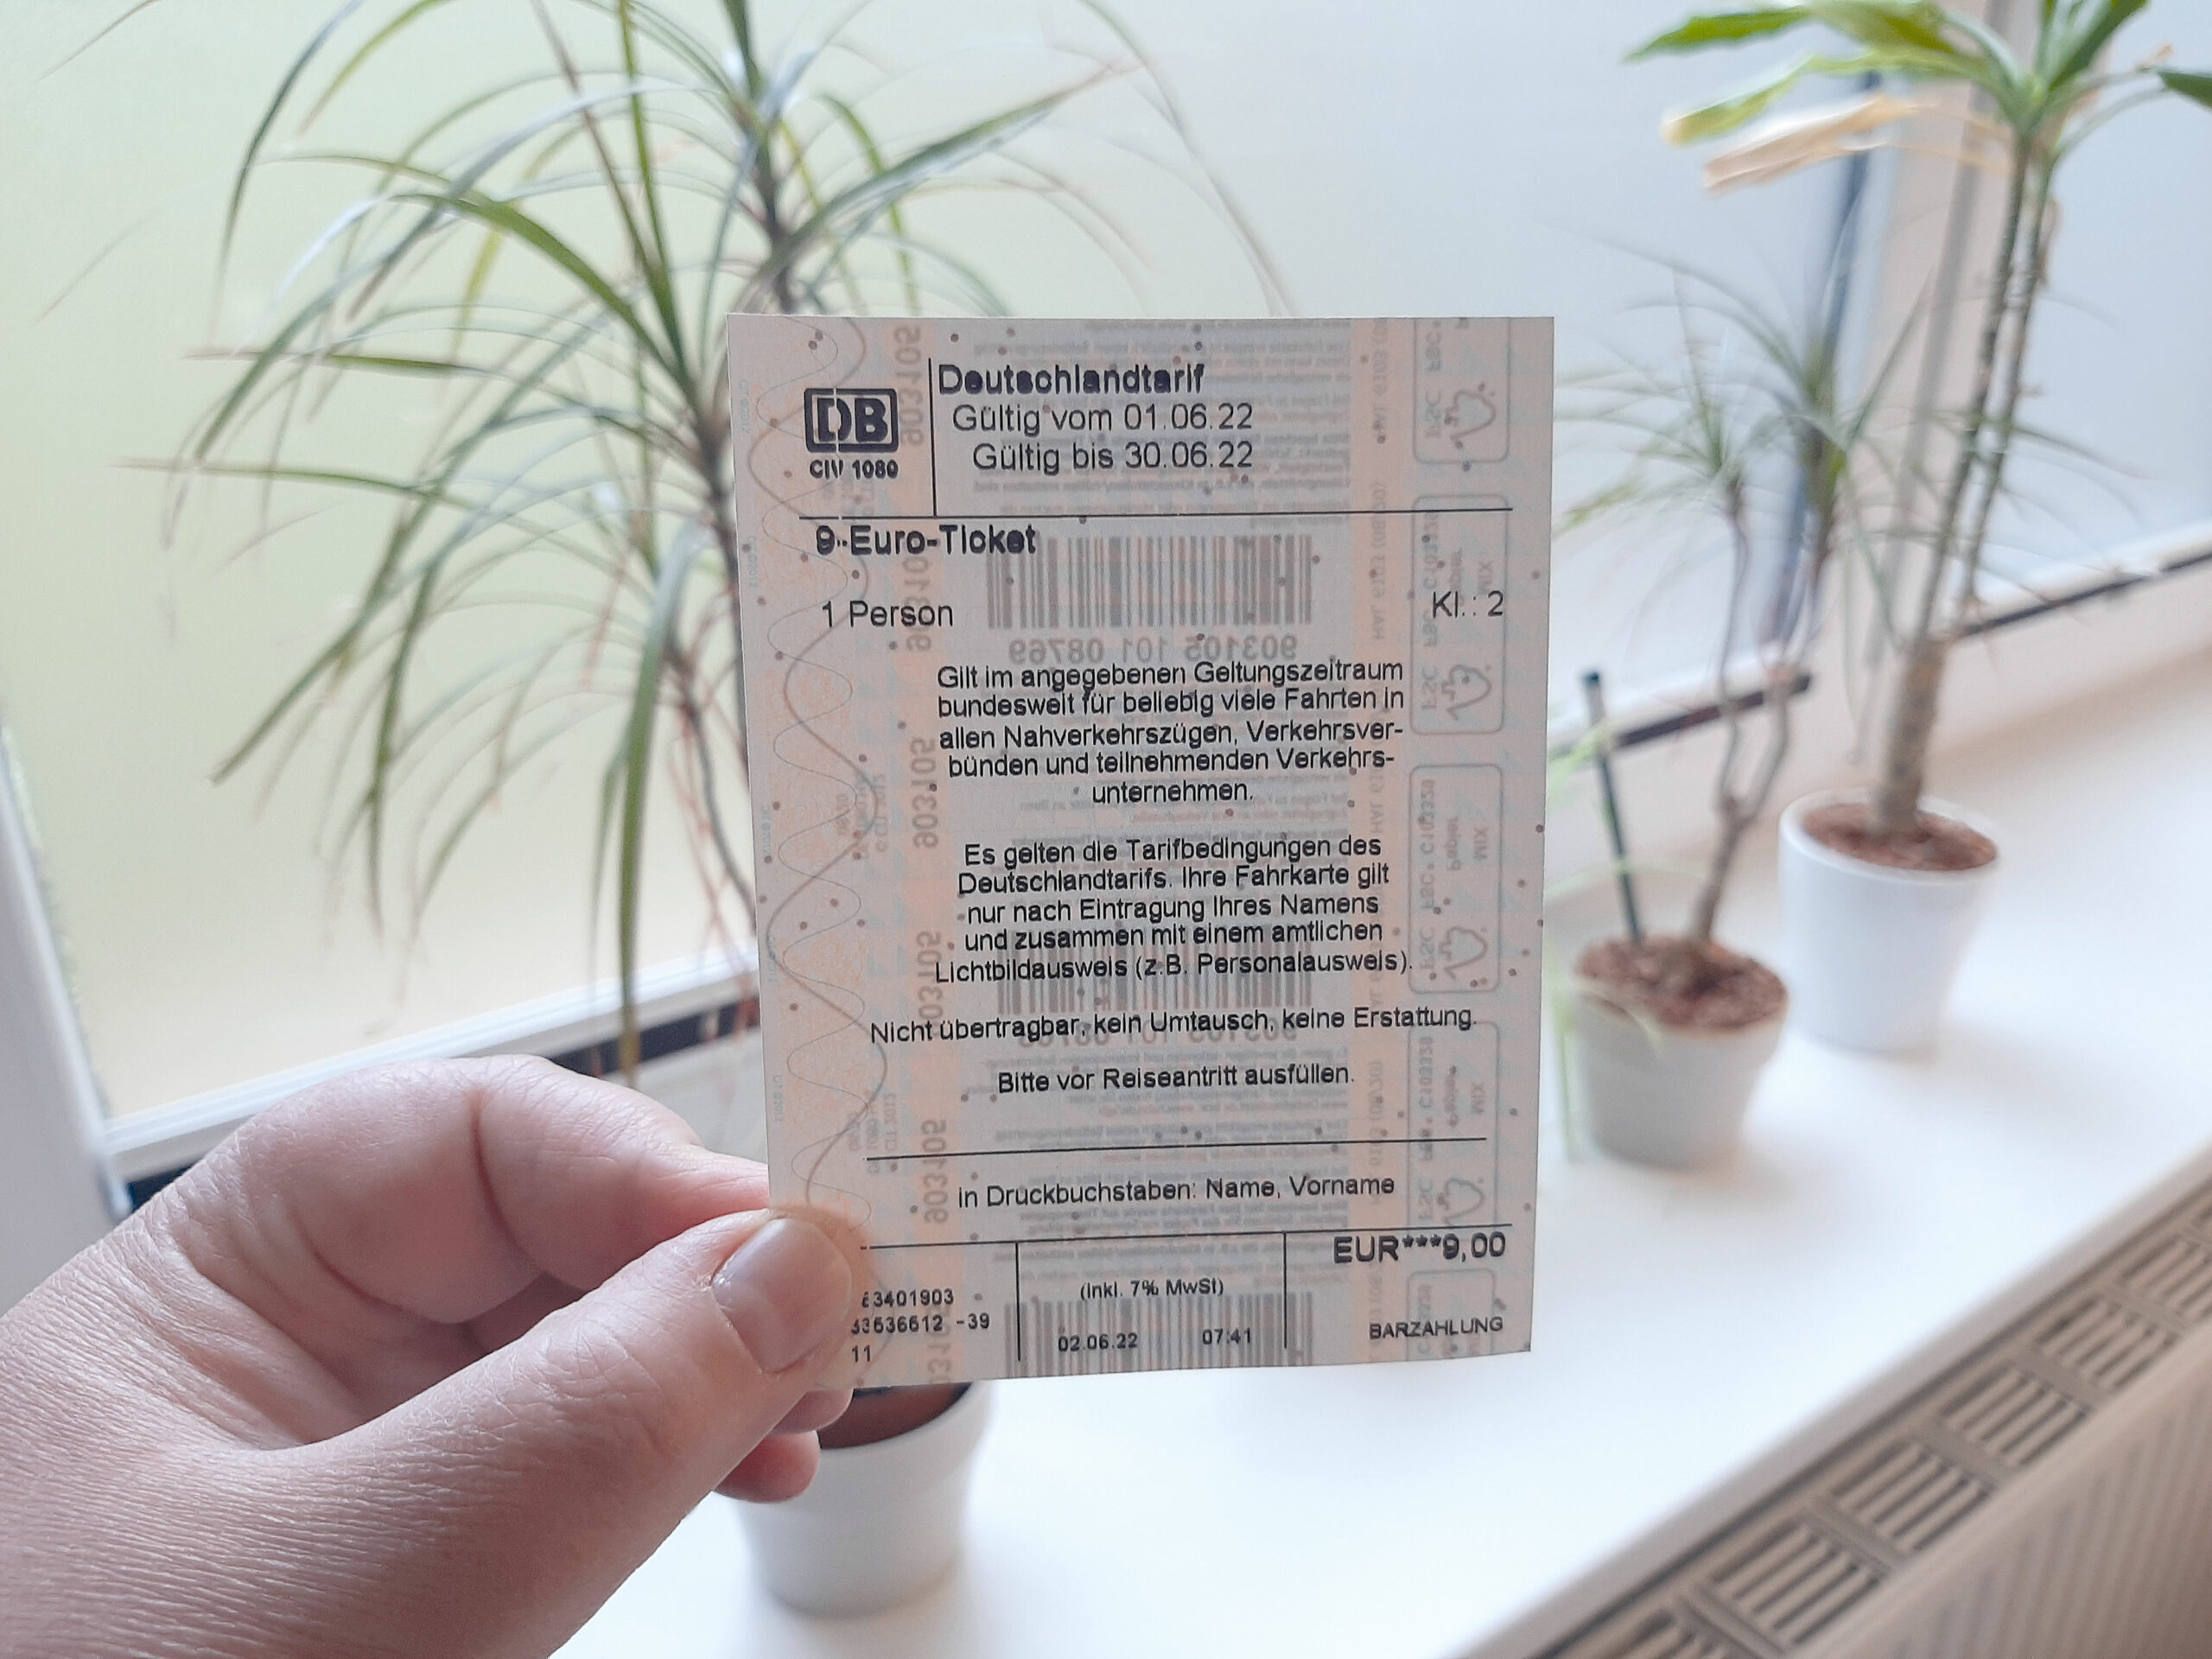 DB
CIV 1080
Deutschlandtarif
Gültig vom 01.06.22
Gültig bis 30.06.22
9-Euro-Ticket
1 Person
Kl.: 2
903105 101 08769
Gilt im angegebenen Geltungszeitraum
bundesweit für beliebig viele Fahrten in
allen Nahverkehrszügen, Verkehrsver-
bünden und teilnehmenden Verkehrs-
unternehmen.
Es gelten die Tarifbedingungen des
Deutschlandtarifs. Ihre Fahrkarte gilt
nur nach Eintragung Ihres Namens
und zusammen mit einem amtlichen
Lichtbildausweis (z.B. Personalausweis).
Nicht übertragbar, kein Umtausch, keine Erstattung.
Bitte vor Reiseantritt ausfüllen.
in Druckbuchstaben: Name, Vorname
EUR***9,00
3401903
(inkl. 7% MwSt)
33636612 -39
BARZAHLUNG
11
02.06.22 07:41